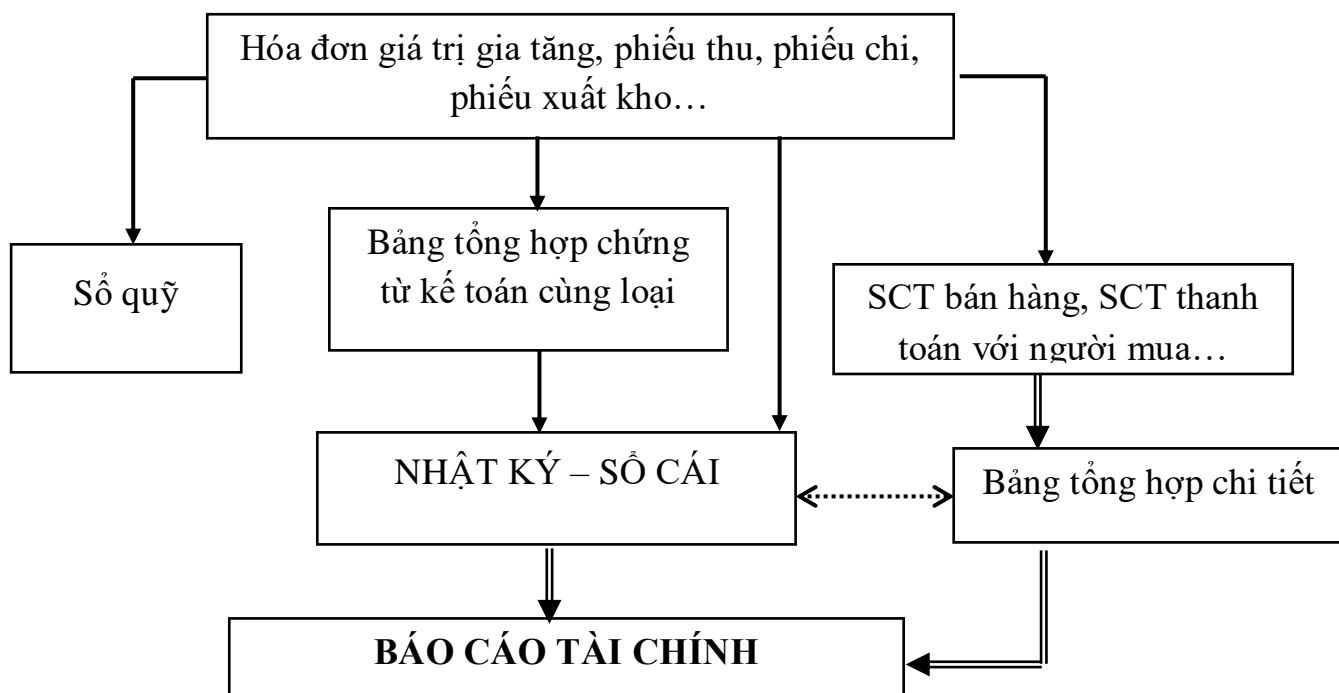 Hóa đơn giá trị gia tăng, phiếu thu, phiếu chi,
phiếu xuất kho…
Sổ quỹ
Bảng tổng hợp chứng
từ kế toán cùng loại
SCT bán hàng, SCT thanh
toán với người mua…
NHẬT KÝ – SỔ CÁI
Bảng tổng hợp chi tiết
BÁO CÁO TÀI CHÍNH